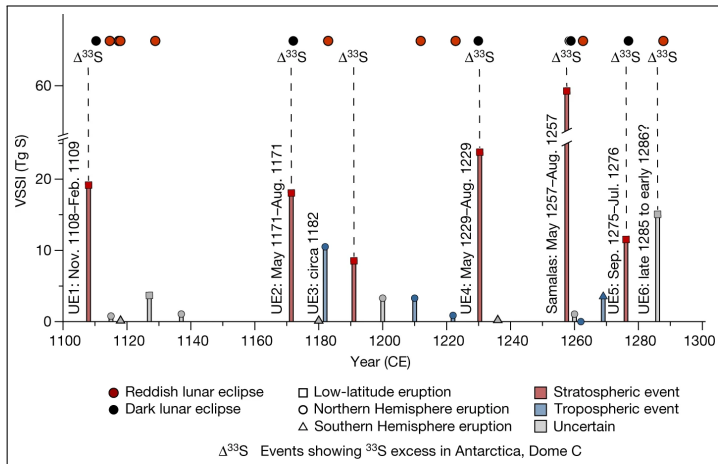 Δ³³S Δ³³S Δ³³S Δ³³S Δ³³S Δ³³S Δ³³S
VSSI (Tg S)
60
20
10
0
UE1: Nov. 1108–Feb. 1109
UE2: May 1171–Aug. 1171
UE3: circa 1182
UE4: May 1229–Aug. 1229
Samalas: May 1257–Aug. 1257
UE5: Sep. 1275–Jul. 1276
UE6: late 1285 to early 1286?
1100 1120 1140 1160 1180 1200 1220 1240 1260 1280 1300
Year (CE)
Reddish lunar eclipse
Dark lunar eclipse
Low-latitude eruption
Northern Hemisphere eruption
Southern Hemisphere eruption
Stratospheric event
Tropospheric event
Uncertain
Δ³³S Events showing ³³S excess in Antarctica, Dome C